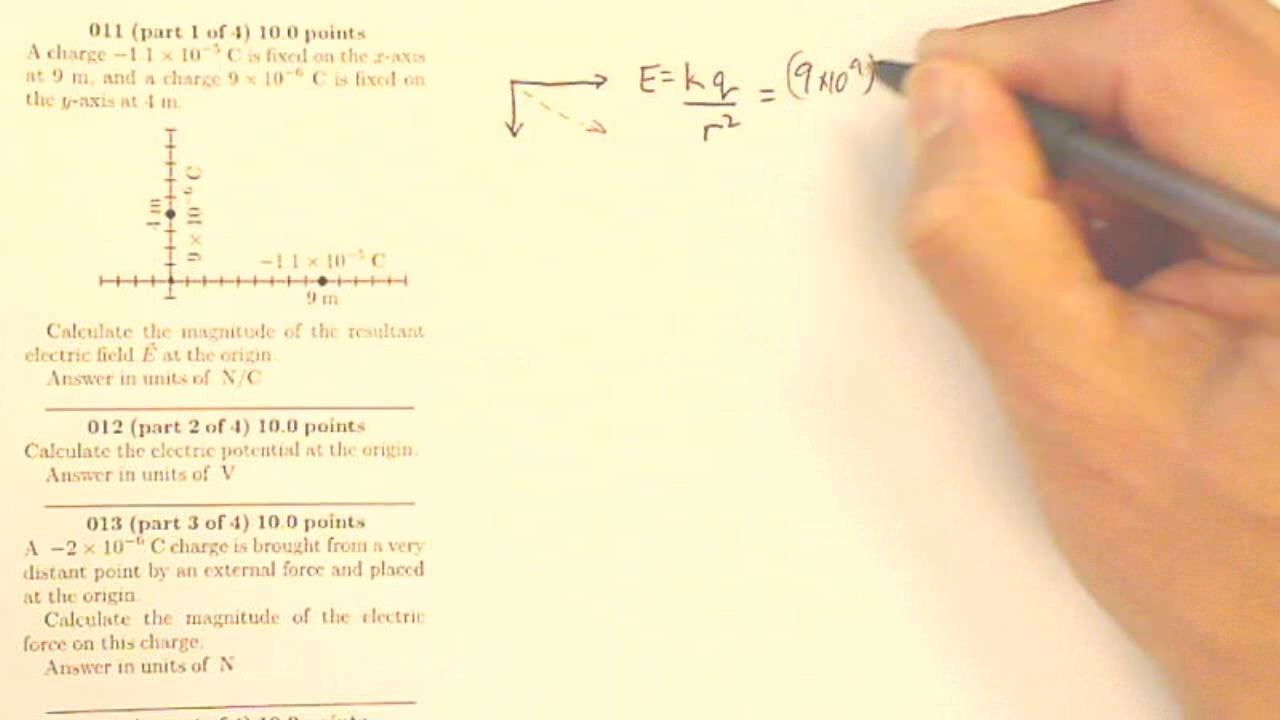 011 (part 1 of 4) 10.0 points
A charge −1.1 × 10⁻⁵ C is fixed on the x-axis
at 9 m, and a charge 9 × 10⁻⁶ C is fixed on
the y-axis at 4 m.
4 m
9 × 10⁻⁶ C
−1.1 × 10⁻⁵ C
9 m
Calculate the magnitude of the resultant
electric field E⃗ at the origin.
Answer in units of N/C
012 (part 2 of 4) 10.0 points
Calculate the electric potential at the origin.
Answer in units of V
013 (part 3 of 4) 10.0 points
A −2 × 10⁻⁶ C charge is brought from a very
distant point by an external force and placed
at the origin.
Calculate the magnitude of the electric
force on this charge.
Answer in units of N
E = kq / r² = (9×10⁹)